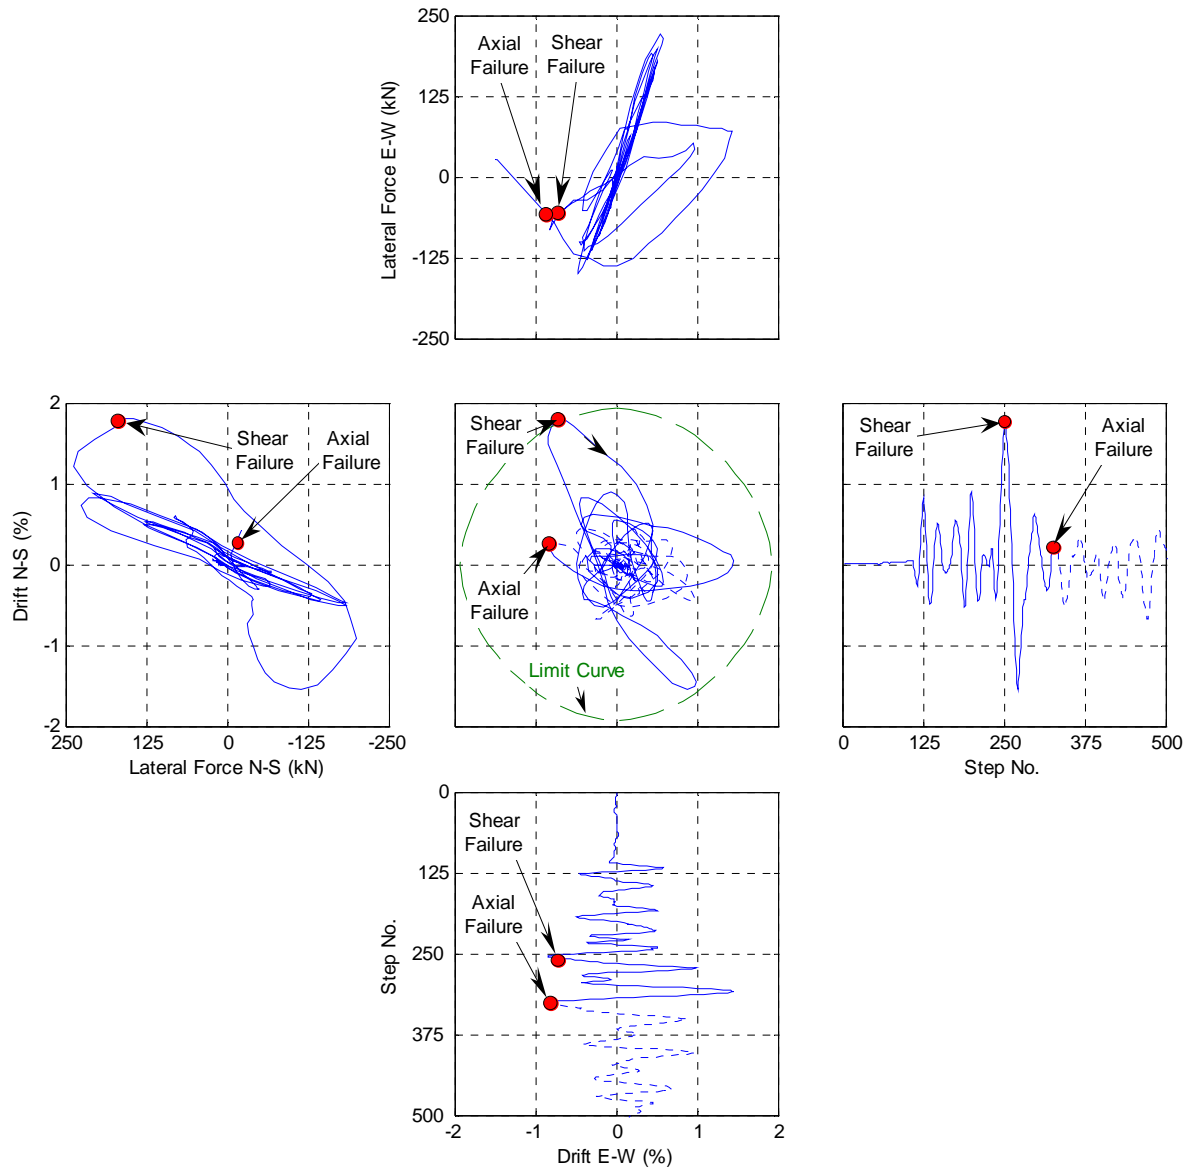 250
125
0
-125
-250
Lateral Force E-W (kN)
Axial
Failure
Shear
Failure
2
1
0
-1
-2
Drift N-S (%)
Shear
Failure
Axial
Failure
250 125 0 -125 -250
Lateral Force N-S (kN)
Shear
Failure
Axial
Failure
Limit Curve
Shear
Failure
Axial
Failure
0 125 250 375 500
Step No.
0
125
250
375
500
Step No.
Shear
Failure
Axial
Failure
-2 -1 0 1 2
Drift E-W (%)